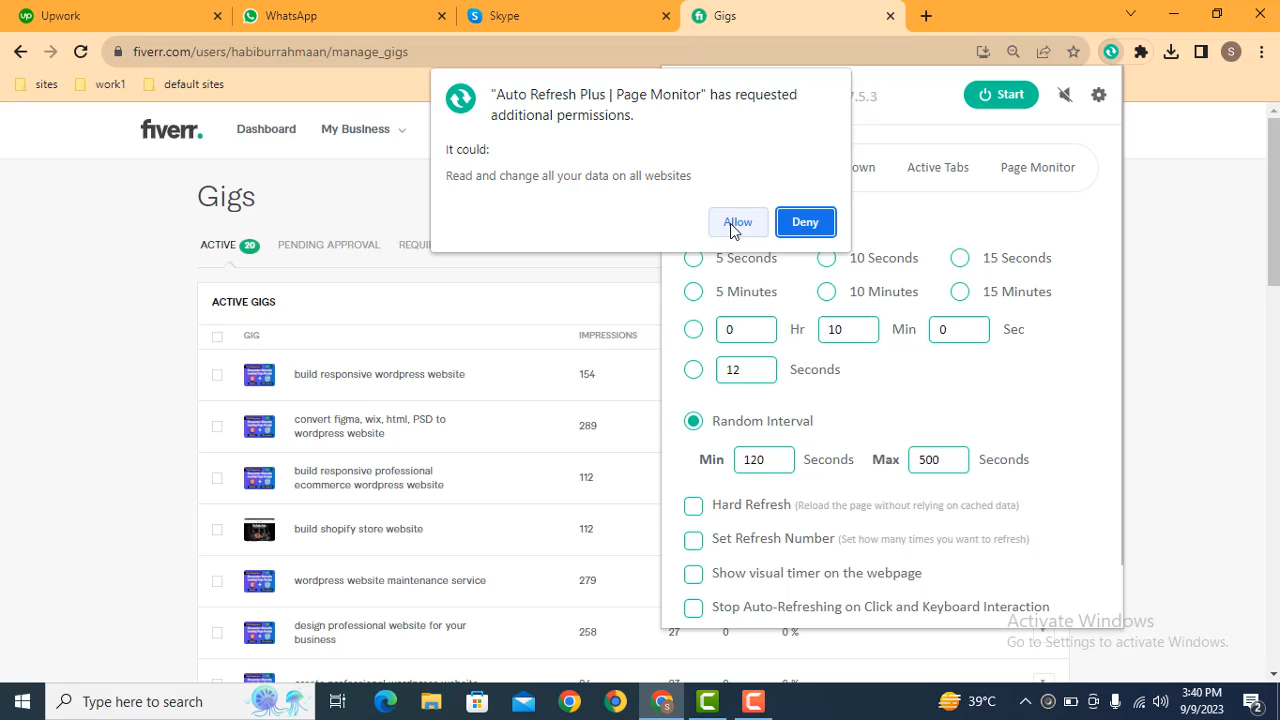 Upwork
WhatsApp
Skype
Gigs
fiverr.com/users/habiburrahmaan/manage_gigs
S
sites
work1
default sites
fiverr.
Dashboard
My Business
"Auto Refresh Plus | Page Monitor" has requested
additional permissions.
It could:
Read and change all your data on all websites
Allow
Deny
7.5.3
Start
own
Active Tabs
Page Monitor
Gigs
ACTIVE 20
PENDING APPROVAL
REQUI
ACTIVE GIGS
GIG
IMPRESSIONS
build responsive wordpress website
154
convert figma, wix, html, PSD to
wordpress website
289
build responsive professional
ecommerce wordpress website
112
build shopify store website
112
wordpress website maintenance service
279
design professional website for your
business
258
27
0
0 %
5 Seconds
10 Seconds
15 Seconds
5 Minutes
10 Minutes
15 Minutes
0 Hr 10 Min 0 Sec
12 Seconds
Random Interval
Min 120 Seconds Max 500 Seconds
Hard Refresh (Reload the page without relying on cached data)
Set Refresh Number (Set how many times you want to refresh)
Show visual timer on the webpage
Stop Auto-Refreshing on Click and Keyboard Interaction
Activate Windows
Go to Settings to activate Windows.
Type here to search
39°C
3:40 PM
9/9/2023
2